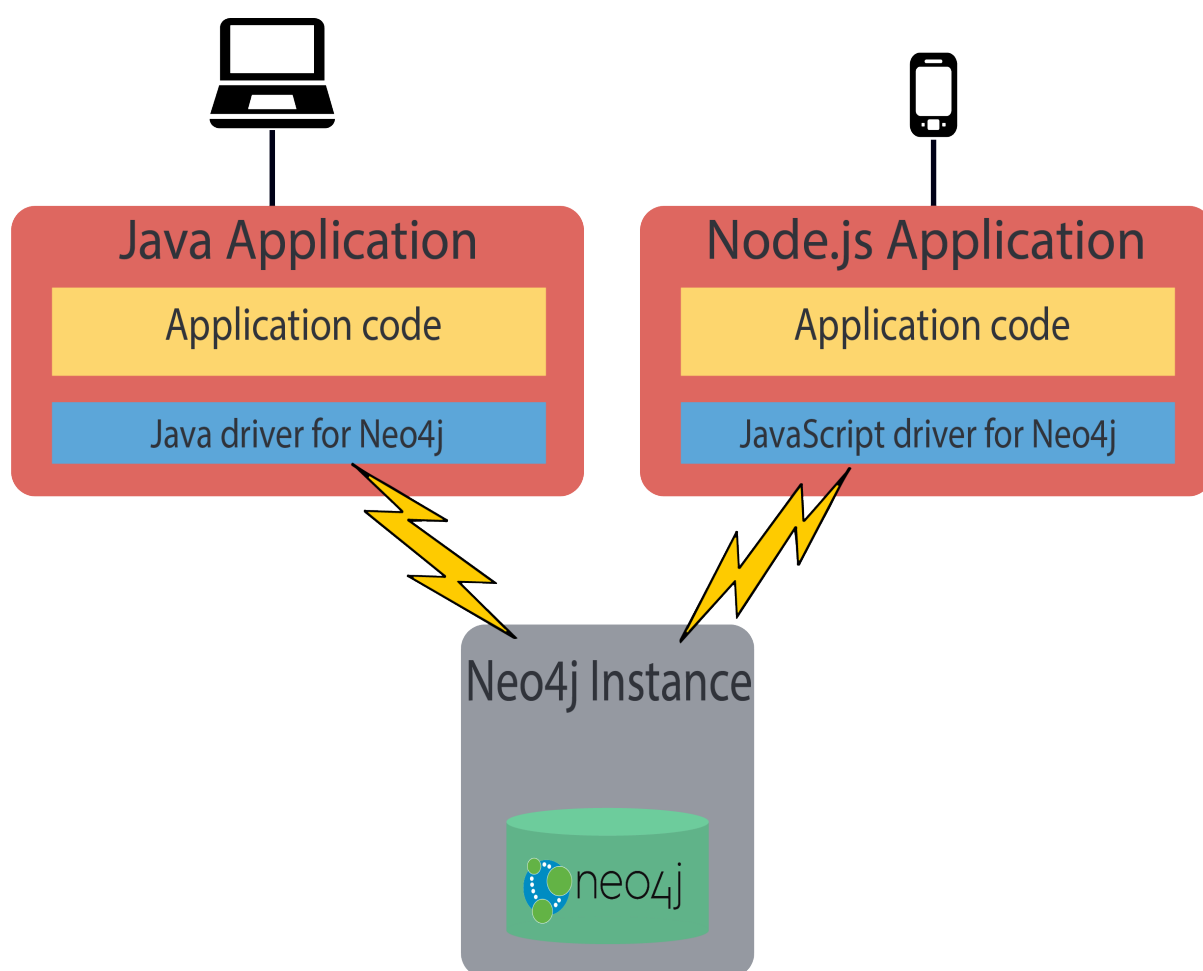 Java Application
Application code
Java driver for Neo4j
Node.js Application
Application code
JavaScript driver for Neo4j
Neo4j Instance
neo4j